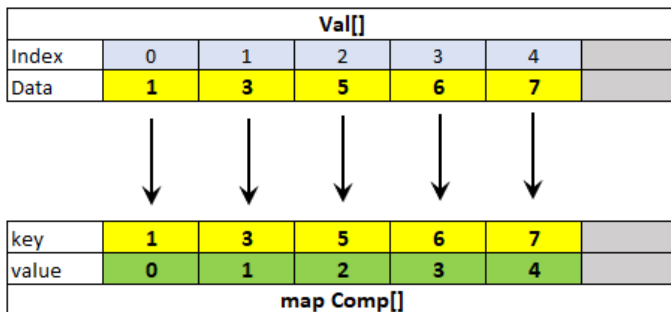 Val[]
Index 0 1 2 3 4
Data 1 3 5 6 7
key 1 3 5 6 7
value 0 1 2 3 4
map Comp[]